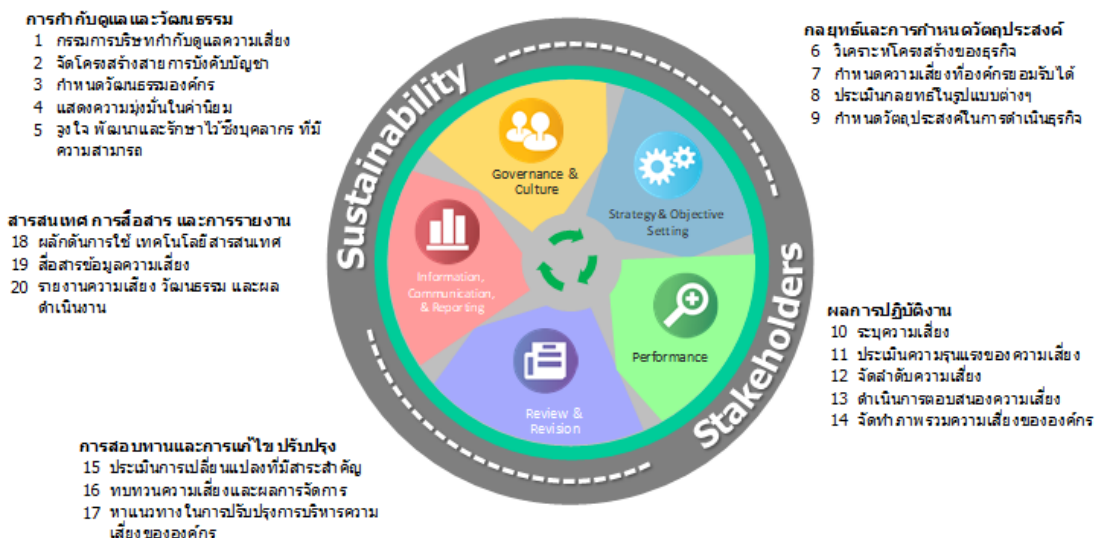 การกำกับดูแลและวัฒนธรรม
1 กรรมการบริษัทกำกับดูแลความเสี่ยง
2 จัดโครงสร้างสายการบังคับบัญชา
3 กำหนดวัฒนธรรมองค์กร
4 แสดงความมุ่งมั่นในค่านิยม
5 จูงใจ พัฒนาและรักษาไว้ซึ่งบุคลากร ที่มี
ความสามารถ
กลยุทธ์และการกำหนดวัตถุประสงค์
6 วิเคราะห์โครงสร้างของธุรกิจ
7 กำหนดความเสี่ยงที่องค์กรยอมรับได้
8 ประเมินกลยุทธ์ในรูปแบบต่างๆ
9 กำหนดวัตถุประสงค์ในการดำเนินธุรกิจ
Sustainability
Stakeholders
Governance &
Culture
Strategy & Objective
Setting
Performance
Review &
Revision
Information,
Communication,
& Reporting
สารสนเทศ การสื่อสาร และการรายงาน
18 ผลักดันการใช้ เทคโนโลยีสารสนเทศ
19 สื่อสารข้อมูลความเสี่ยง
20 รายงานความเสี่ยง วัฒนธรรม และผล
ดำเนินงาน
ผลการปฏิบัติงาน
10 ระบุความเสี่ยง
11 ประเมินความรุนแรงของความเสี่ยง
12 จัดลำดับความเสี่ยง
13 ดำเนินการตอบสนองความเสี่ยง
14 จัดทำภาพรวมความเสี่ยงขององค์กร
การสอบทานและการแก้ไข ปรับปรุง
15 ประเมินการเปลี่ยนแปลงที่มีสาระสำคัญ
16 ทบทวนความเสี่ยงและผลการจัดการ
17 หาแนวทางในการปรับปรุงการบริหารความ
เสี่ยงขององค์กร